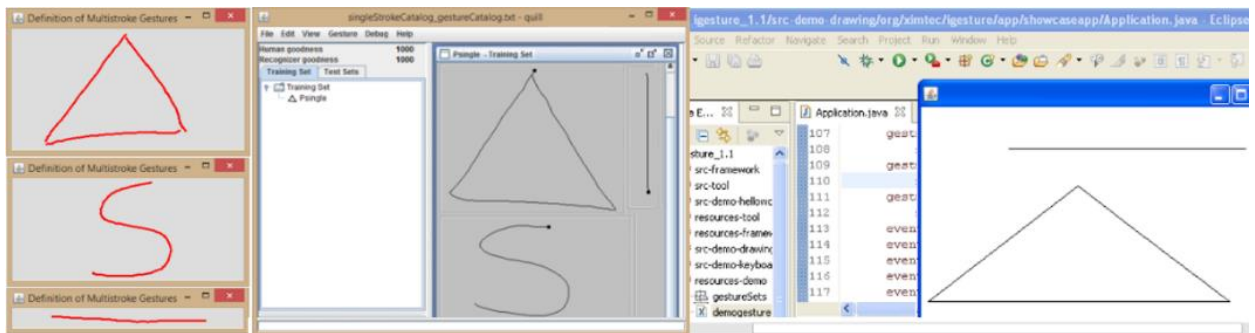 Definition of Multistroke Gestures
Definition of Multistroke Gestures
Definition of Multistroke Gestures
singleStrokeCatalog_gestureCatalog.txt - quill
File Edit View Gesture Debug Help
Human goodness 1000
Recognizer goodness 1000
Training Set Test Sets
Training Set
Psingle
Psingle - Training Set
igesture_1.1/src-demo-drawing/org/ximtec/igesture/app/showcaseapp/Application.java - Eclipse
Source Refactor Navigate Search Project Run Window Help
E...
Application.java
sture_1.1
src-framework
src-tool
src-demo-hellow
resources-tool
resources-frame
src-demo-drawing
src-demo-keyboa
resources-demo
gestureSets
demogesture
107 gest
108
109 gest
110
111 gest
112
113 even
114 even
115 even
116 even
117 even